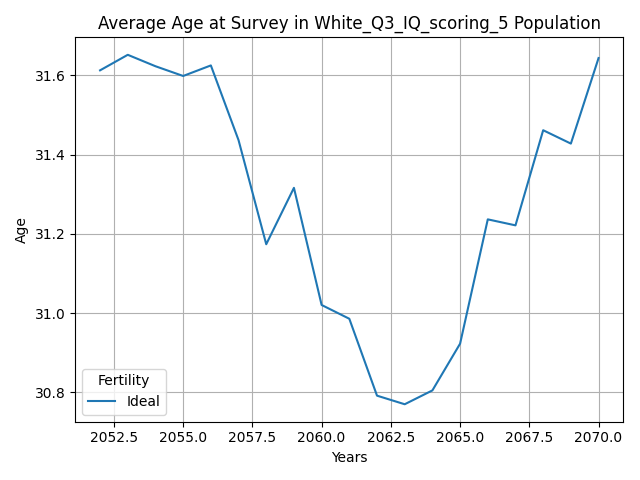 Average Age at Survey in White_Q3_IQ_scoring_5 Population
31.6
31.4
31.2
31.0
30.8
Age
Fertility
Ideal
2052.5 2055.0 2057.5 2060.0 2062.5 2065.0 2067.5 2070.0
Years